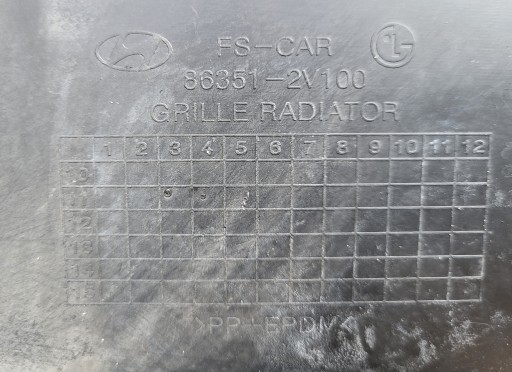 FS-CAR
86351-2V100
GRILLE RADIATOR
1 2 3 4 5 6 7 8 9 10 11 12
>PP+EPDM<